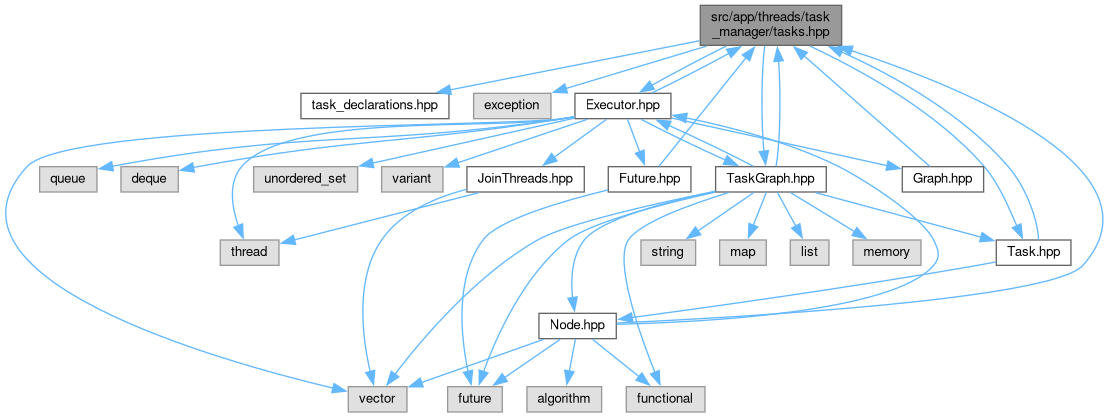 src/app/threads/task
_manager/tasks.hpp
task_declarations.hpp
exception
Executor.hpp
queue
deque
unordered_set
variant
JoinThreads.hpp
Future.hpp
TaskGraph.hpp
Graph.hpp
thread
string
map
list
memory
Task.hpp
Node.hpp
vector
future
algorithm
functional